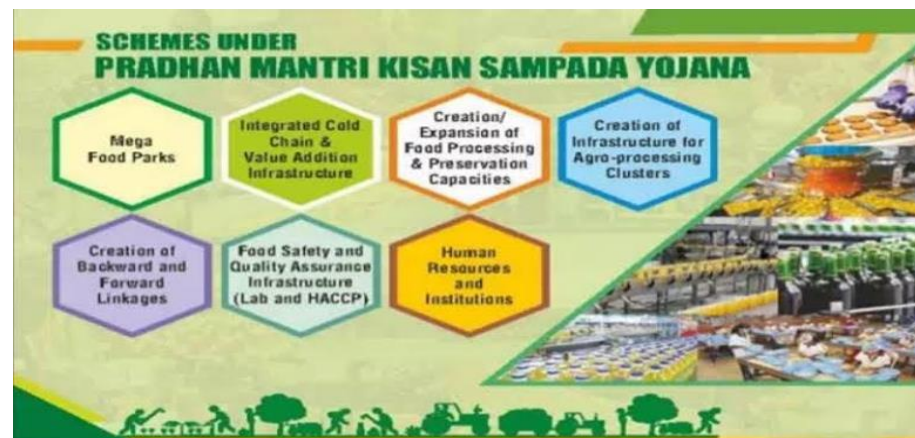 SCHEMES UNDER
PRADHAN MANTRI KISAN SAMPADA YOJANA
Mega
Food Parks
Integrated Cold
Chain &
Value Addition
Infrastructure
Creation/
Expansion of
Food Processing
& Preservation
Capacities
Creation of
Infrastructure for
Agro-processing
Clusters
Creation of
Backward and
Forward
Linkages
Food Safety and
Quality Assurance
Infrastructure
(Lab and HACCP)
Human
Resources
and
Institutions